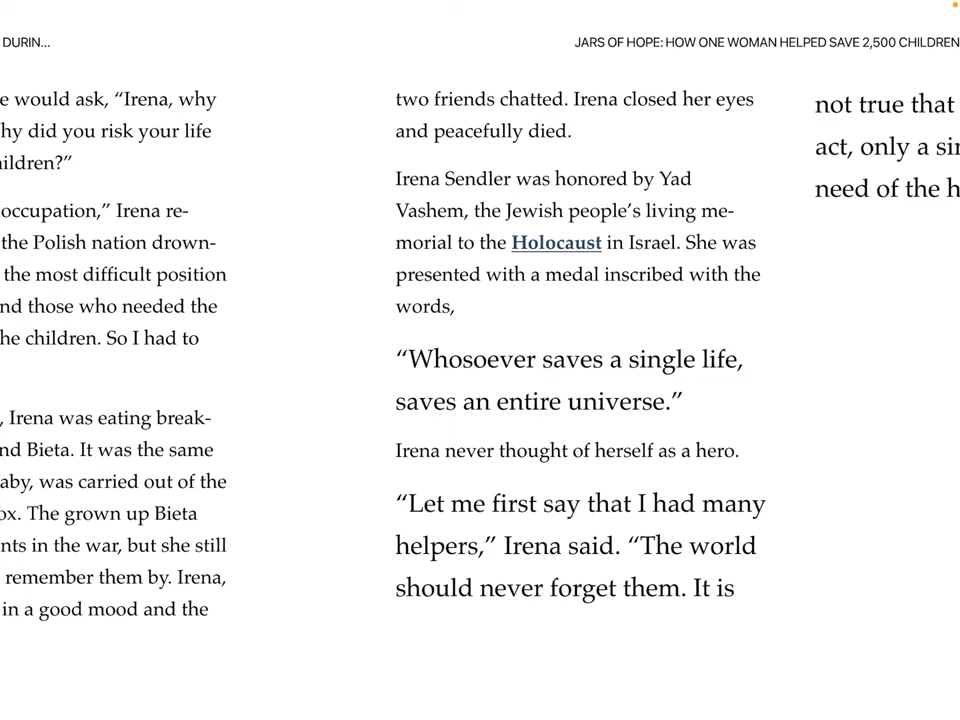 DURIN...
JARS OF HOPE: HOW ONE WOMAN HELPED SAVE 2,500 CHILDREN
e would ask, “Irena, why
hy did you risk your life
ildren?”
occupation,” Irena re-
the Polish nation drown-
the most difficult position
nd those who needed the
he children. So I had to
, Irena was eating break-
nd Bieta. It was the same
aby, was carried out of the
ox. The grown up Bieta
nts in the war, but she still
remember them by. Irena,
in a good mood and the
two friends chatted. Irena closed her eyes
and peacefully died.
Irena Sendler was honored by Yad
Vashem, the Jewish people’s living me-
morial to the Holocaust in Israel. She was
presented with a medal inscribed with the
words,
“Whosoever saves a single life,
saves an entire universe.”
Irena never thought of herself as a hero.
“Let me first say that I had many
helpers,” Irena said. “The world
should never forget them. It is
not true that
act, only a si
need of the h